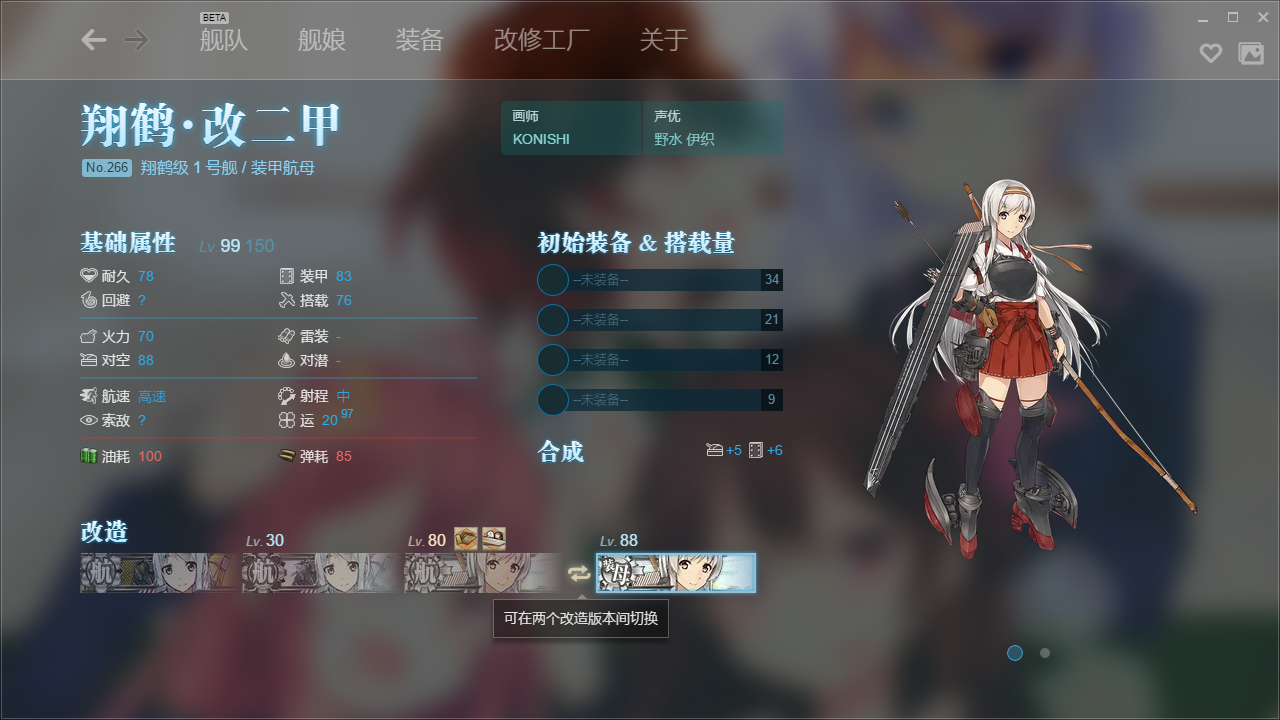 BETA
舰队 舰娘 装备 改修工厂 关于
翔鹤·改二甲
No.266 翔鹤级 1 号舰 / 装甲航母
画师 声优
KONISHI 野水 伊织
基础属性 Lv. 99 150
耐久 78 装甲 83
回避 ? 搭载 76
火力 70 雷装 -
对空 88 对潜 -
航速 高速 射程 中
索敌 ? 运 20 97
油耗 100 弹耗 85
初始装备 & 搭载量
--未装备-- 34
--未装备-- 21
--未装备-- 12
--未装备-- 9
合成 +5 +6
改造
Lv.30 Lv.80 Lv.88
航 航 航 装母
可在两个改造版本间切换